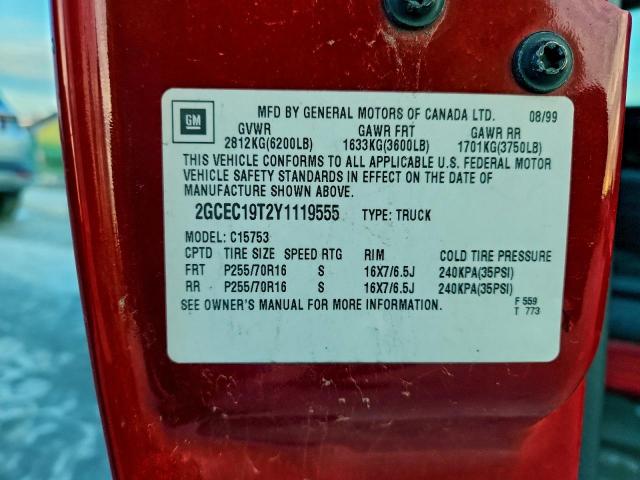 GM
MFD BY GENERAL MOTORS OF CANADA LTD. 08/99
GVWR GAWR FRT GAWR RR
2812KG(6200LB) 1633KG(3600LB) 1701KG(3750LB)
THIS VEHICLE CONFORMS TO ALL APPLICABLE U.S. FEDERAL MOTOR
VEHICLE SAFETY STANDARDS IN EFFECT ON THE DATE OF
MANUFACTURE SHOWN ABOVE.
2GCEC19T2Y1119555 TYPE: TRUCK
MODEL: C15753
CPTD TIRE SIZE SPEED RTG RIM COLD TIRE PRESSURE
FRT P255/70R16 S 16X7/6.5J 240KPA(35PSI)
RR P255/70R16 S 16X7/6.5J 240KPA(35PSI)
SEE OWNER'S MANUAL FOR MORE INFORMATION.
F 559
T 773